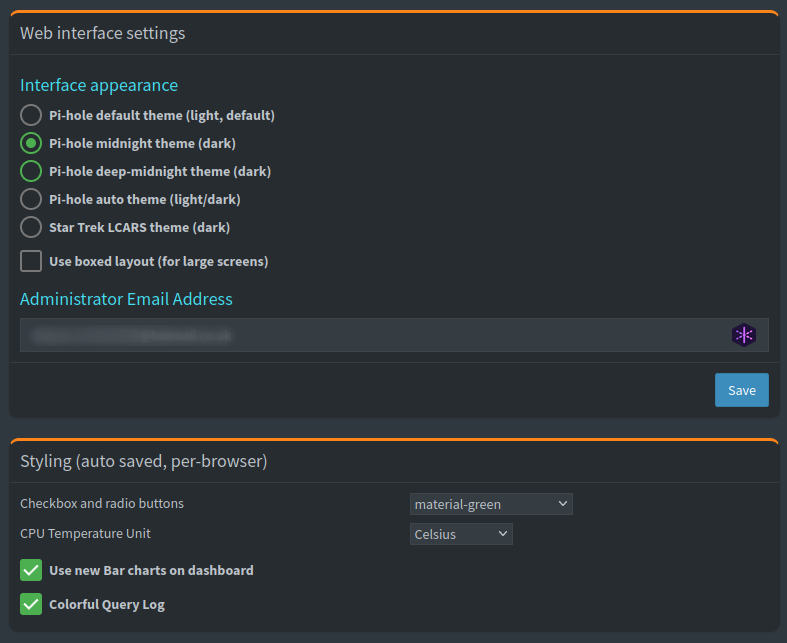 Web interface settings
Interface appearance
Pi-hole default theme (light, default)
Pi-hole midnight theme (dark)
Pi-hole deep-midnight theme (dark)
Pi-hole auto theme (light/dark)
Star Trek LCARS theme (dark)
Use boxed layout (for large screens)
Administrator Email Address
Save
Styling (auto saved, per-browser)
Checkbox and radio buttons material-green
CPU Temperature Unit Celsius
Use new Bar charts on dashboard
Colorful Query Log